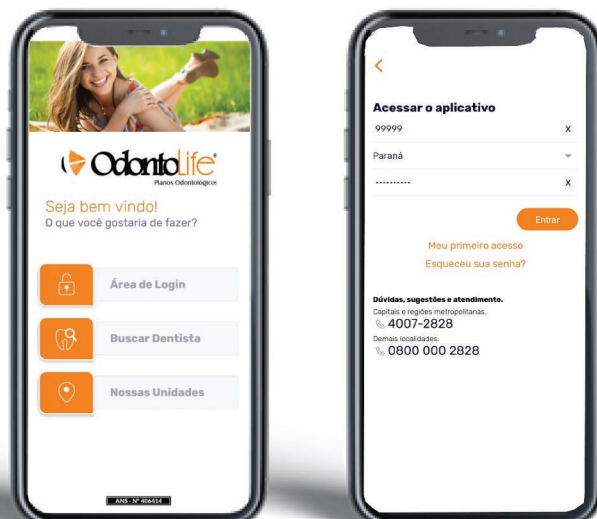 OdontoLife®
Planos Odontológicos
Seja bem vindo!
O que você gostaria de fazer?
Área de Login
Buscar Dentista
Nossas Unidades
ANS - Nº 406414
Acessar o aplicativo
99999 X
Paraná
•••••••••• X
Entrar
Meu primeiro acesso
Esqueceu sua senha?
Dúvidas, sugestões e atendimento.
Capitais e regiões metropolitanas.
4007-2828
Demais localidades.
0800 000 2828